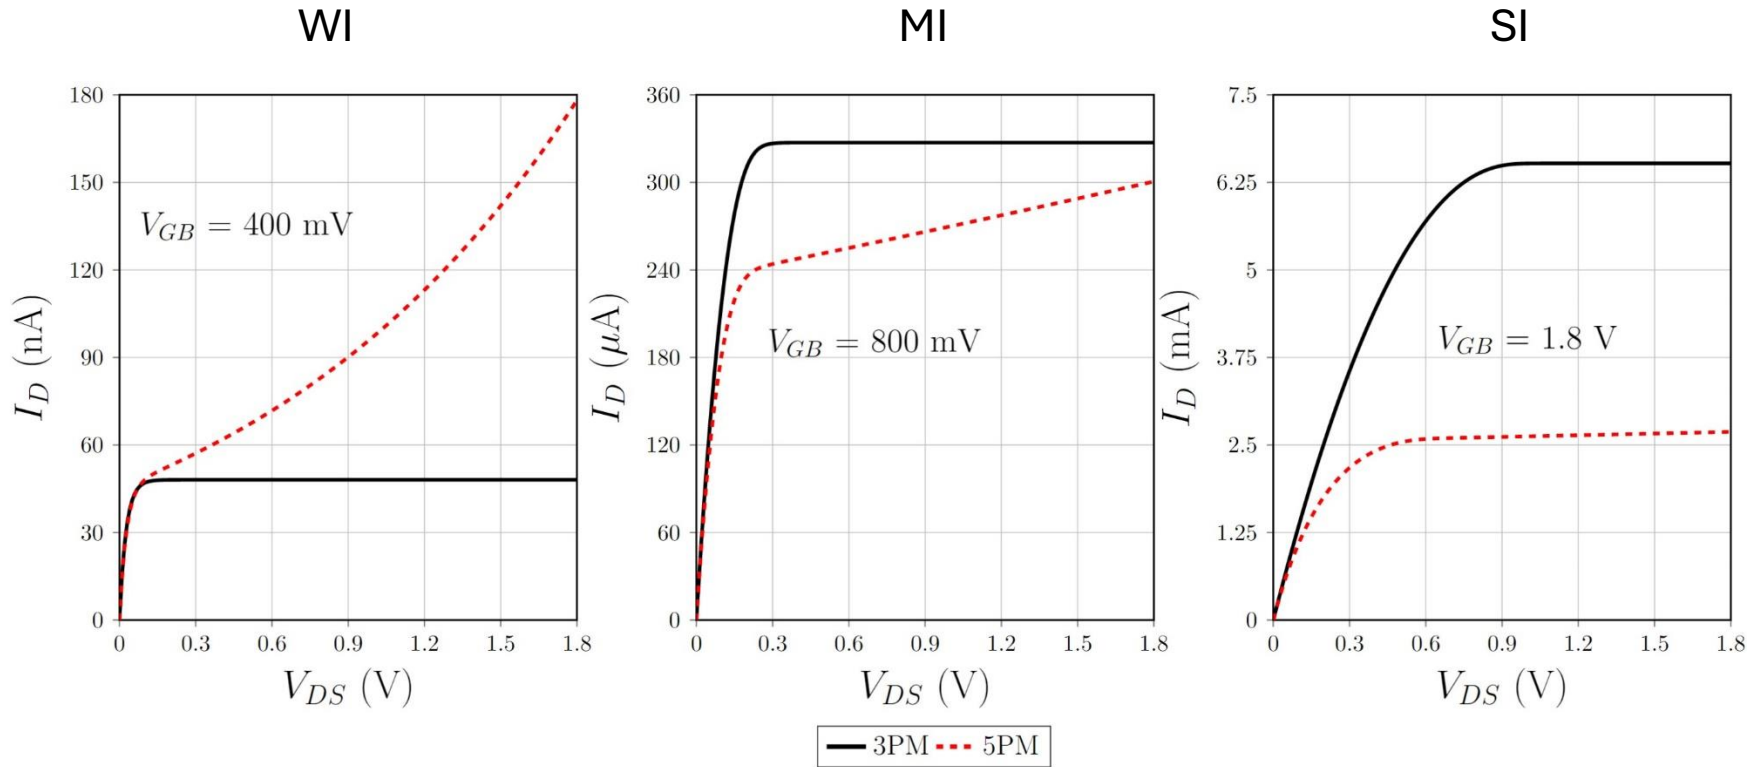 WI
MI
SI
180
150
120
90
60
30
0
I_D (nA)
V_GB = 400 mV
0 0.3 0.6 0.9 1.2 1.5 1.8
V_DS (V)
360
300
240
180
120
60
0
I_D (μA)
V_GB = 800 mV
0 0.3 0.6 0.9 1.2 1.5 1.8
V_DS (V)
7.5
6.25
5
3.75
2.5
1.25
0
I_D (mA)
V_GB = 1.8 V
0 0.3 0.6 0.9 1.2 1.5 1.8
V_DS (V)
3PM 5PM